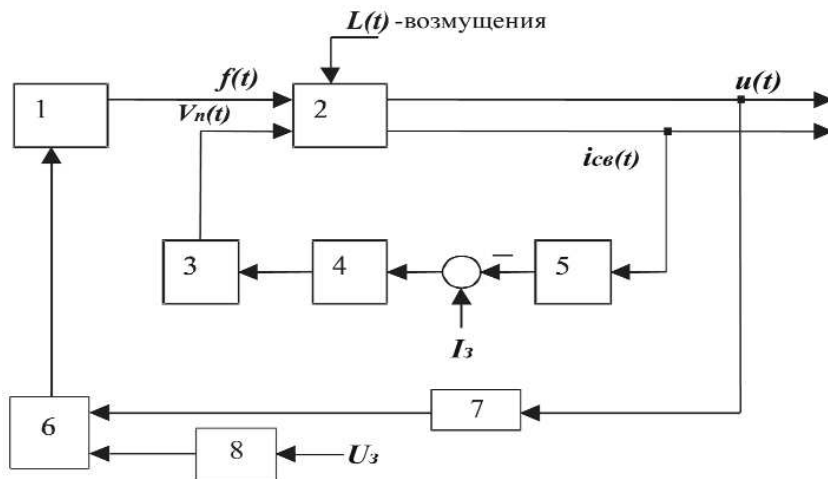 L(t) -возмущения
f(t)
u(t)
1
Vп(t)
2
iсв(t)
3
4
5
−
Iз
6
7
8
Uз